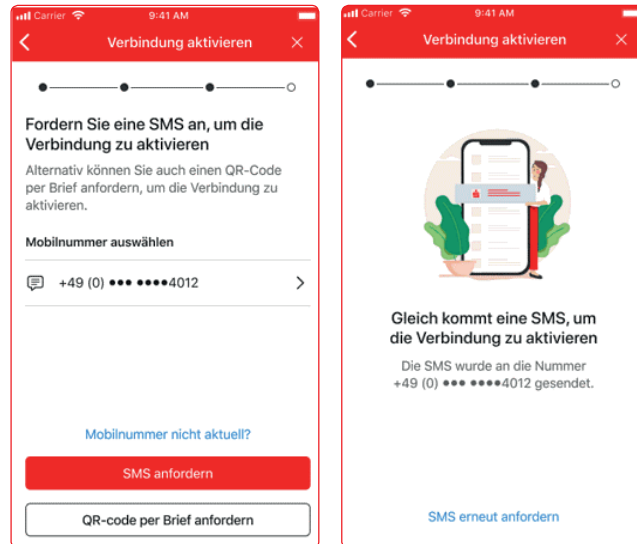 Carrier 9:41 AM
Verbindung aktivieren
Fordern Sie eine SMS an, um die
Verbindung zu aktivieren
Alternativ können Sie auch einen QR-Code
per Brief anfordern, um die Verbindung zu
aktivieren.
Mobilnummer auswählen
+49 (0) ••• ••••4012
Mobilnummer nicht aktuell?
SMS anfordern
QR-code per Brief anfordern
Carrier 9:41 AM
Verbindung aktivieren
Gleich kommt eine SMS, um
die Verbindung zu aktivieren
Die SMS wurde an die Nummer
+49 (0) ••• ••••4012 gesendet.
SMS erneut anfordern